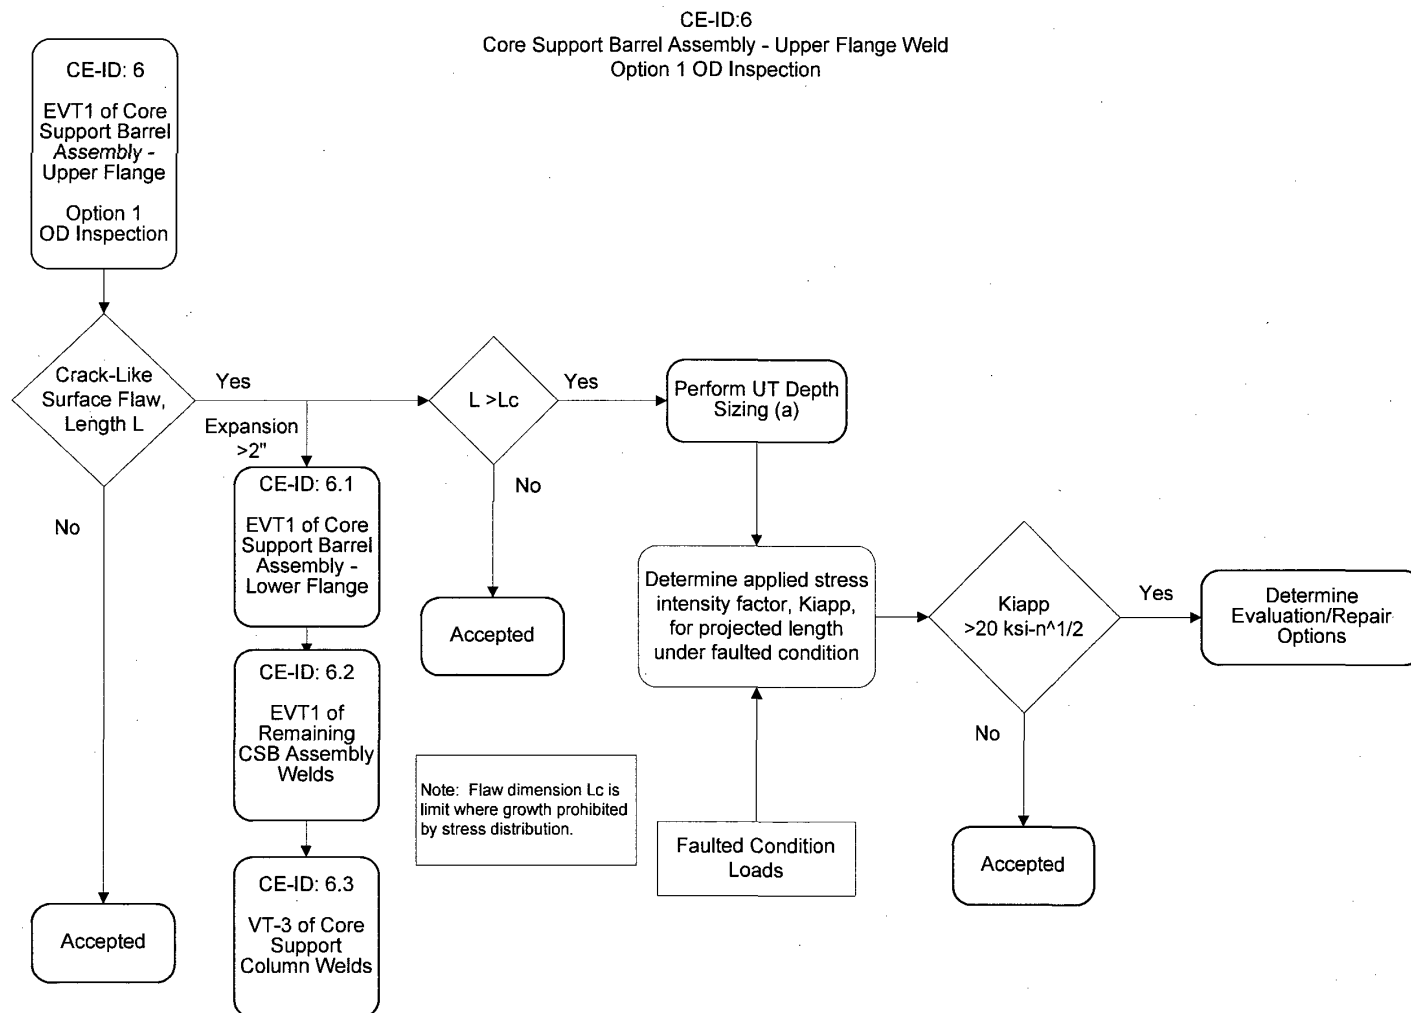 CE-ID:6
Core Support Barrel Assembly - Upper Flange Weld
Option 1 OD Inspection
CE-ID: 6
EVT1 of Core
Support Barrel
Assembly -
Upper Flange
Option 1
OD Inspection
Crack-Like
Surface Flaw,
Length L
Yes
No
Accepted
Expansion
>2"
CE-ID: 6.1
EVT1 of Core
Support Barrel
Assembly -
Lower Flange
CE-ID: 6.2
EVT1 of
Remaining
CSB Assembly
Welds
CE-ID: 6.3
VT-3 of Core
Support
Column Welds
L >Lc
Yes
No
Accepted
Note: Flaw dimension Lc is
limit where growth prohibited
by stress distribution.
Perform UT Depth
Sizing (a)
Determine applied stress
intensity factor, Kiapp,
for projected length
under faulted condition
Faulted Condition
Loads
Kiapp
>20 ksi-n^1/2
Yes
No
Accepted
Determine
Evaluation/Repair
Options